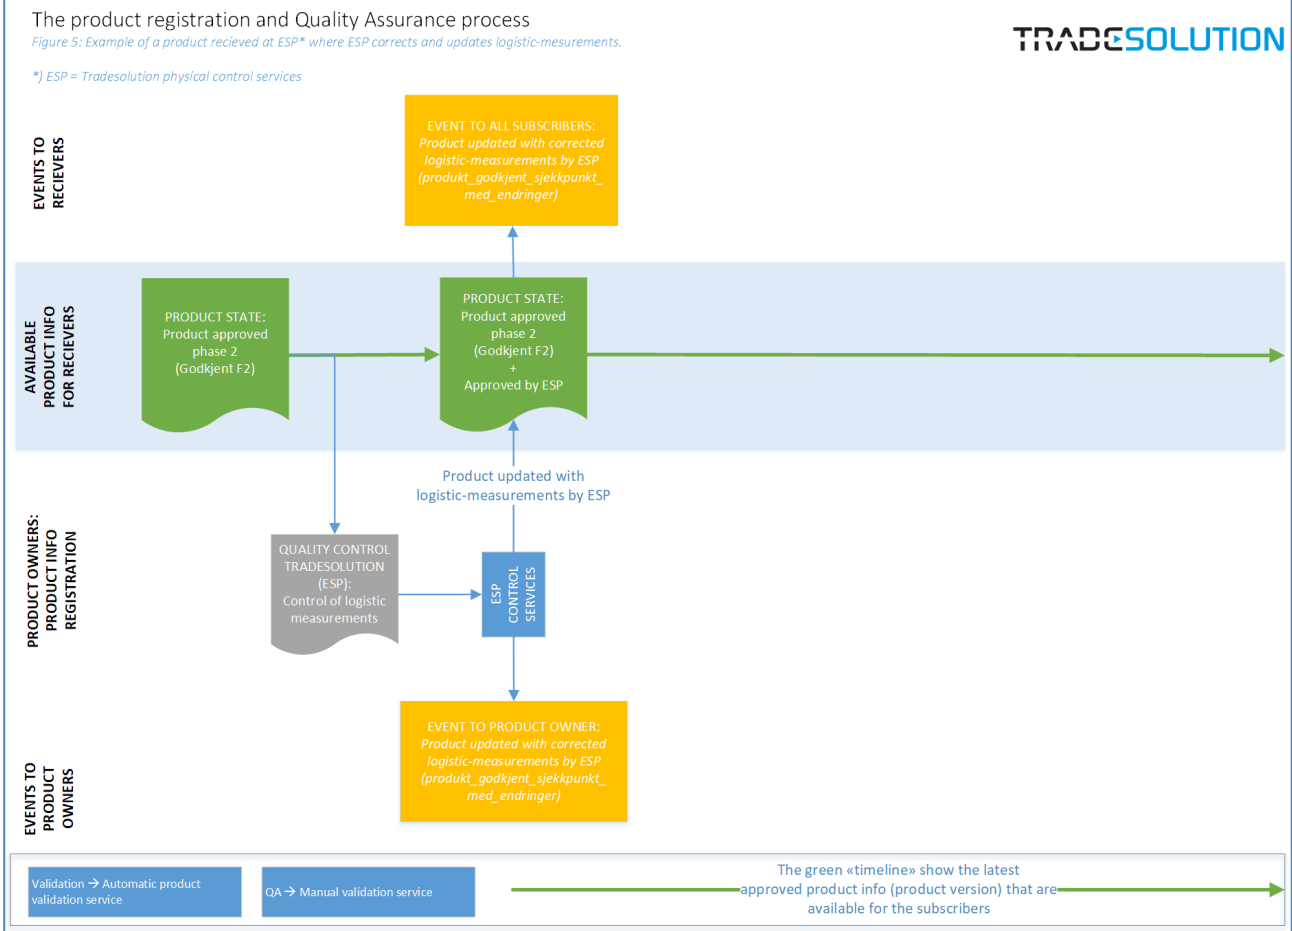 The product registration and Quality Assurance process
Figure 5: Example of a product recieved at ESP* where ESP corrects and updates logistic-mesurements.
*) ESP = Tradesolution physical control services
TRADESOLUTION
EVENTS TO
RECIEVERS
EVENT TO ALL SUBSCRIBERS:
Product updated with corrected
logistic-measurements by ESP
(produkt_godkjent_sjekkpunkt_
med_endringer)
AVAILABLE
PRODUCT INFO
FOR RECIEVERS
PRODUCT STATE:
Product approved
phase 2
(Godkjent F2)
PRODUCT STATE:
Product approved
phase 2
(Godkjent F2)
+
Approved by ESP
Product updated with
logistic-measurements by ESP
PRODUCT OWNERS:
PRODUCT INFO
REGISTRATION
QUALITY CONTROL
TRADESOLUTION
(ESP):
Control of logistic
measurements
ESP
CONTROL
SERVICES
EVENTS TO
PRODUCT
OWNERS
EVENT TO PRODUCT OWNER:
Product updated with corrected
logistic-measurements by ESP
(produkt_godkjent_sjekkpunkt_
med_endringer)
Validation → Automatic product
validation service
QA → Manual validation service
The green «timeline» show the latest
approved product info (product version) that are
available for the subscribers